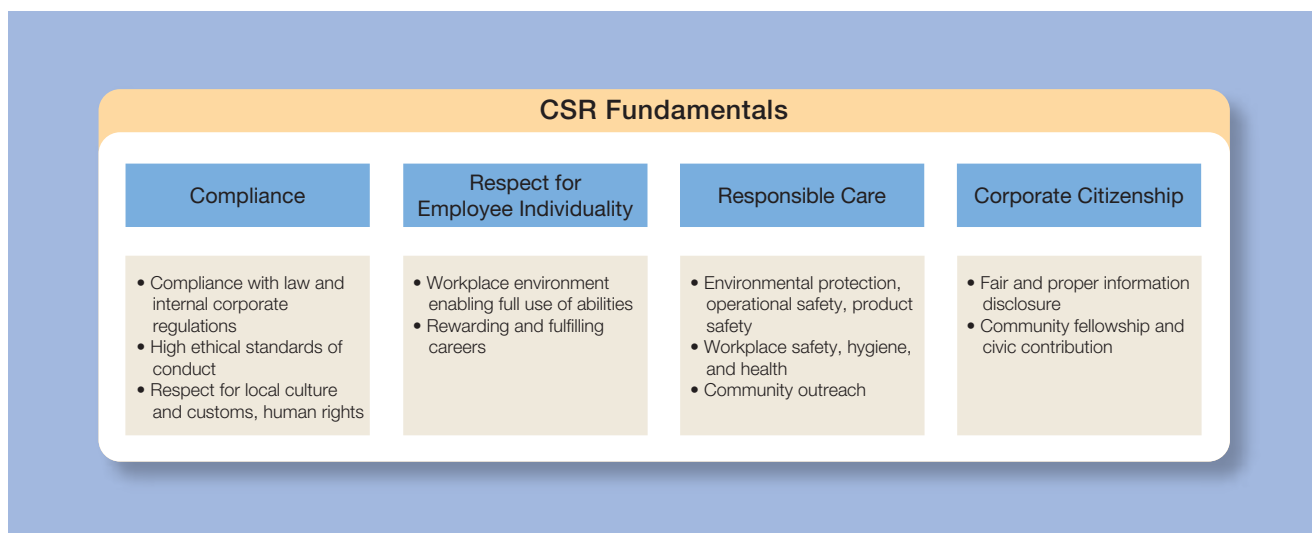 CSR Fundamentals
Compliance
• Compliance with law and
internal corporate
regulations
• High ethical standards of
conduct
• Respect for local culture
and customs, human rights
Respect for
Employee Individuality
• Workplace environment
enabling full use of abilities
• Rewarding and fulfilling
careers
Responsible Care
• Environmental protection,
operational safety, product
safety
• Workplace safety, hygiene,
and health
• Community outreach
Corporate Citizenship
• Fair and proper information
disclosure
• Community fellowship and
civic contribution